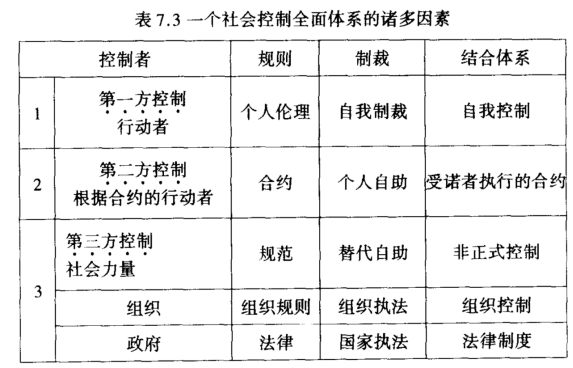 表 7.3 一个社会控制全面体系的诸多因素
控制者 规则 制裁 结合体系
1 第一方控制 行动者 个人伦理 自我制裁 自我控制
2 第二方控制 根据合约的行动者 合约 个人自助 受诺者执行的合约
3 第三方控制 社会力量 规范 替代自助 非正式控制
组织 组织规则 组织执法 组织控制
政府 法律 国家执法 法律制度